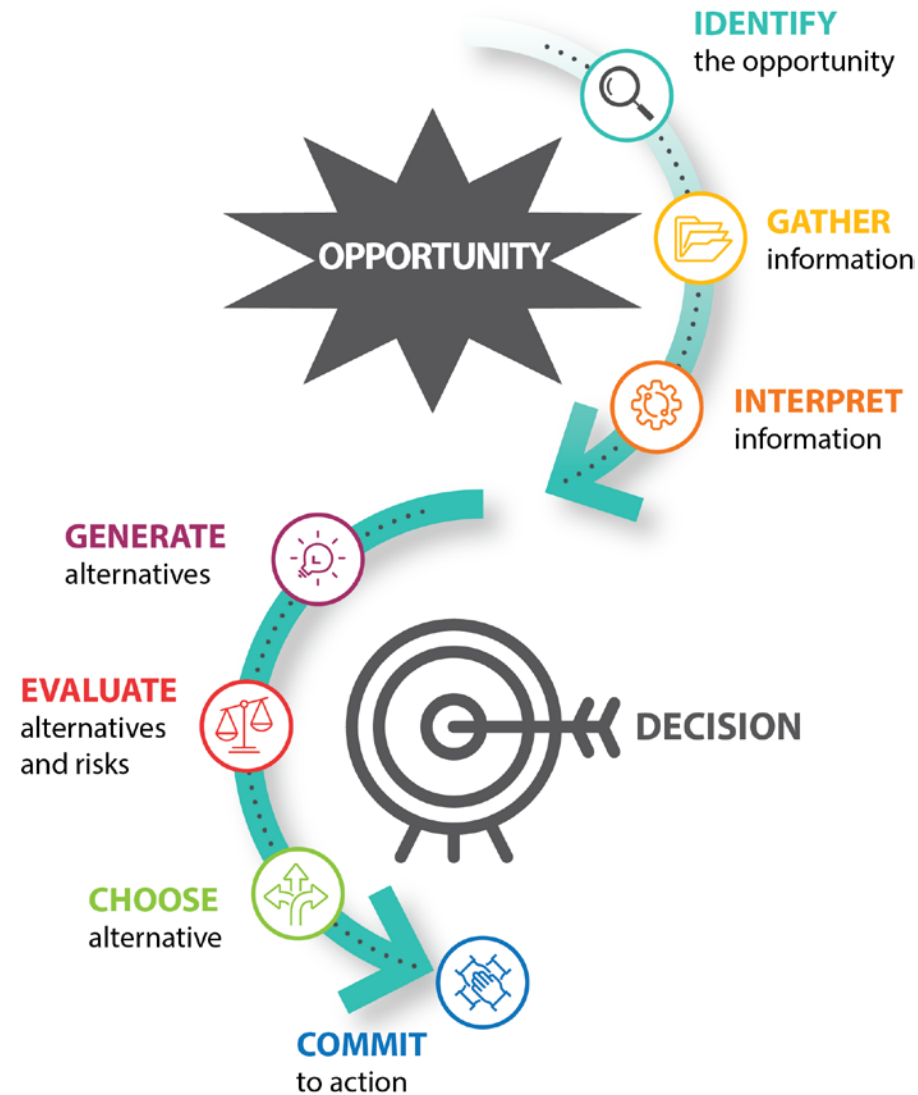 IDENTIFY
the opportunity
OPPORTUNITY
GATHER
information
INTERPRET
information
GENERATE
alternatives
EVALUATE
alternatives
and risks
DECISION
CHOOSE
alternative
COMMIT
to action